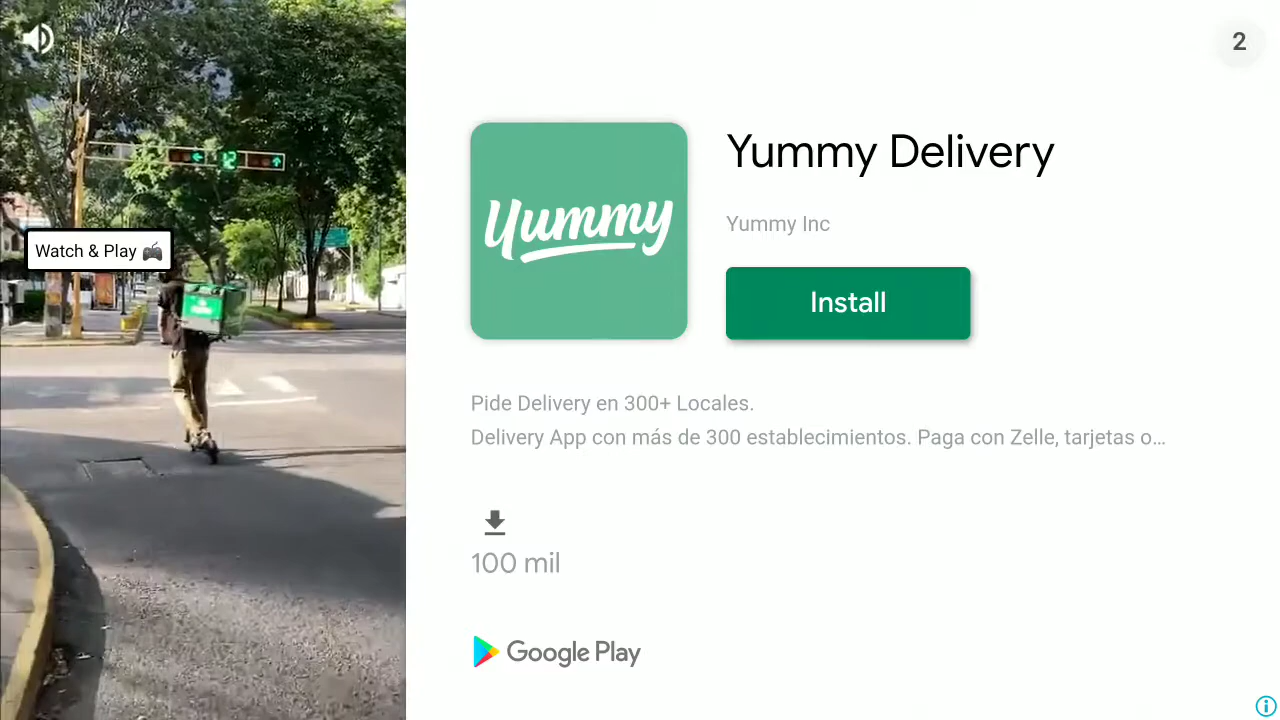 2
Watch & Play
12
Yummy
Yummy Delivery
Yummy Inc
Install
Pide Delivery en 300+ Locales.
Delivery App con más de 300 establecimientos. Paga con Zelle, tarjetas o…
100 mil
Google Play